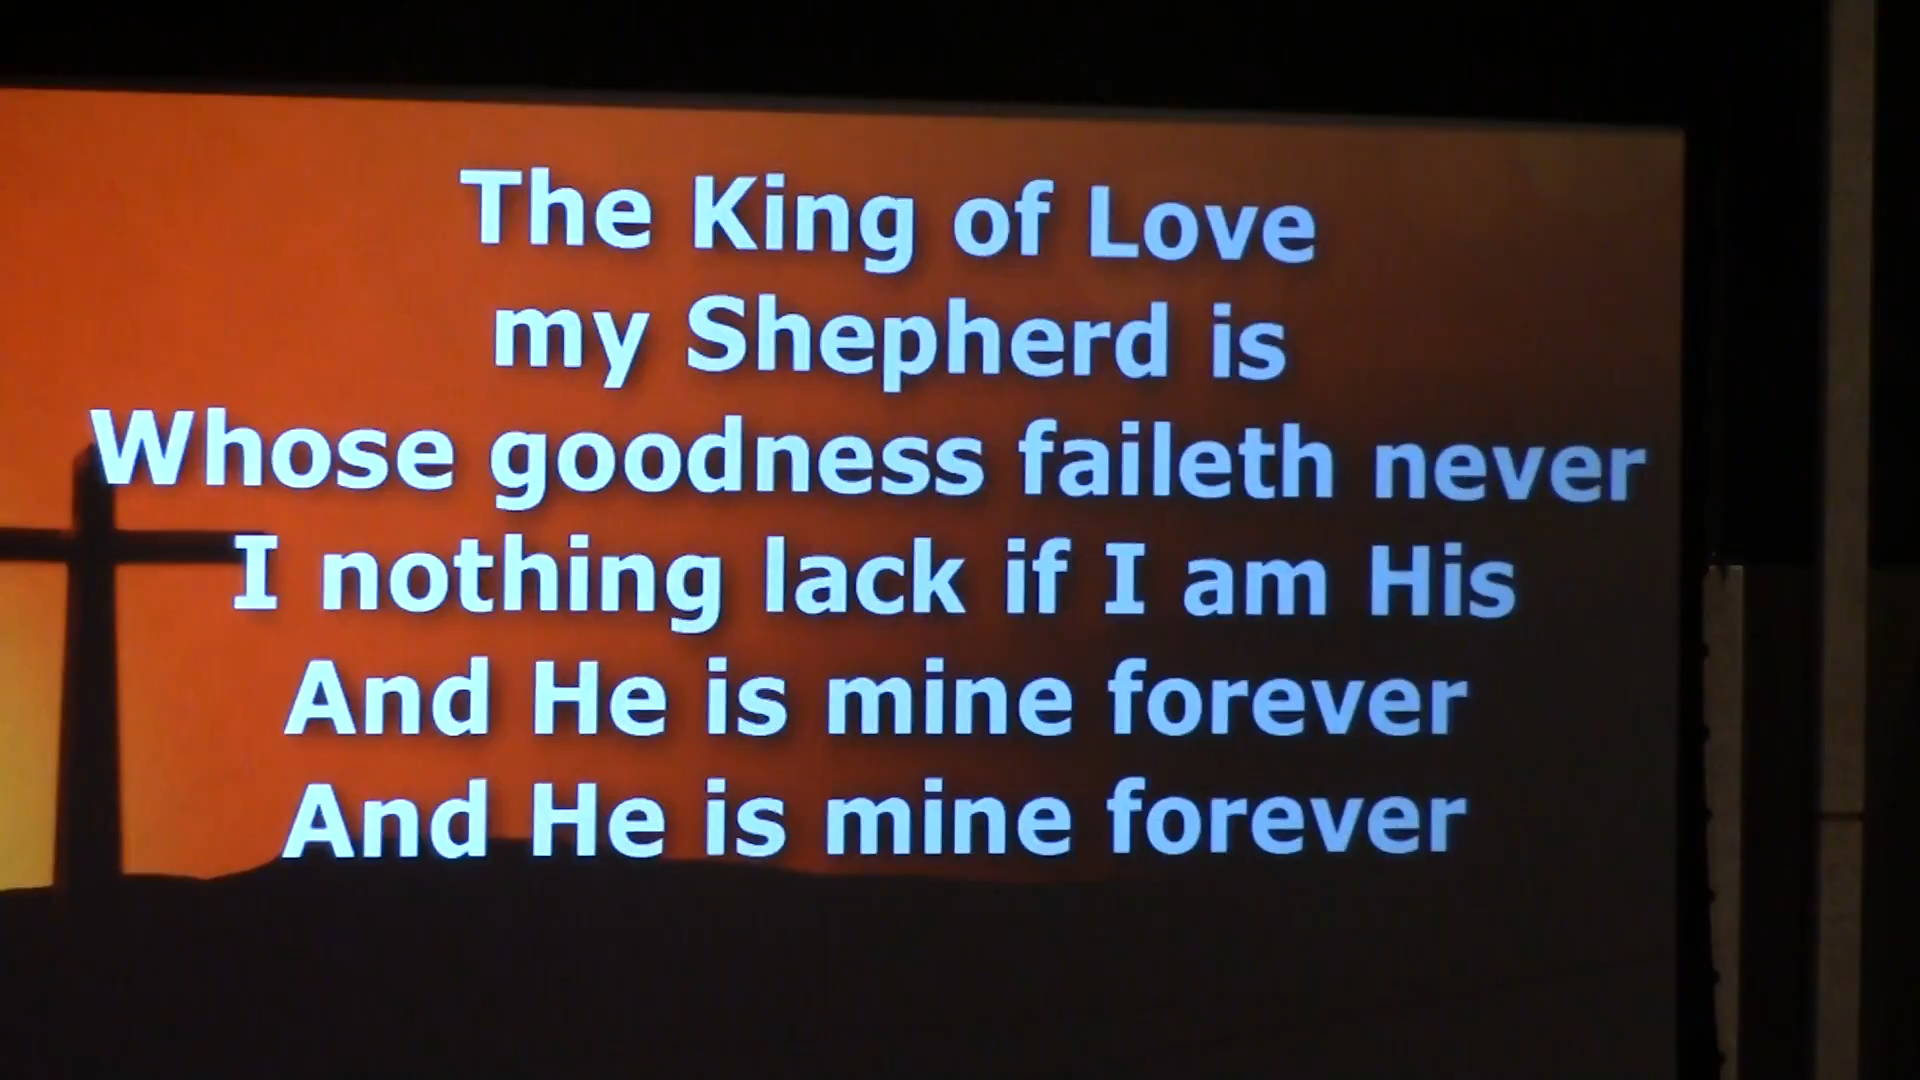 The King of Love
my Shepherd is
Whose goodness faileth never
I nothing lack if I am His
And He is mine forever
And He is mine forever